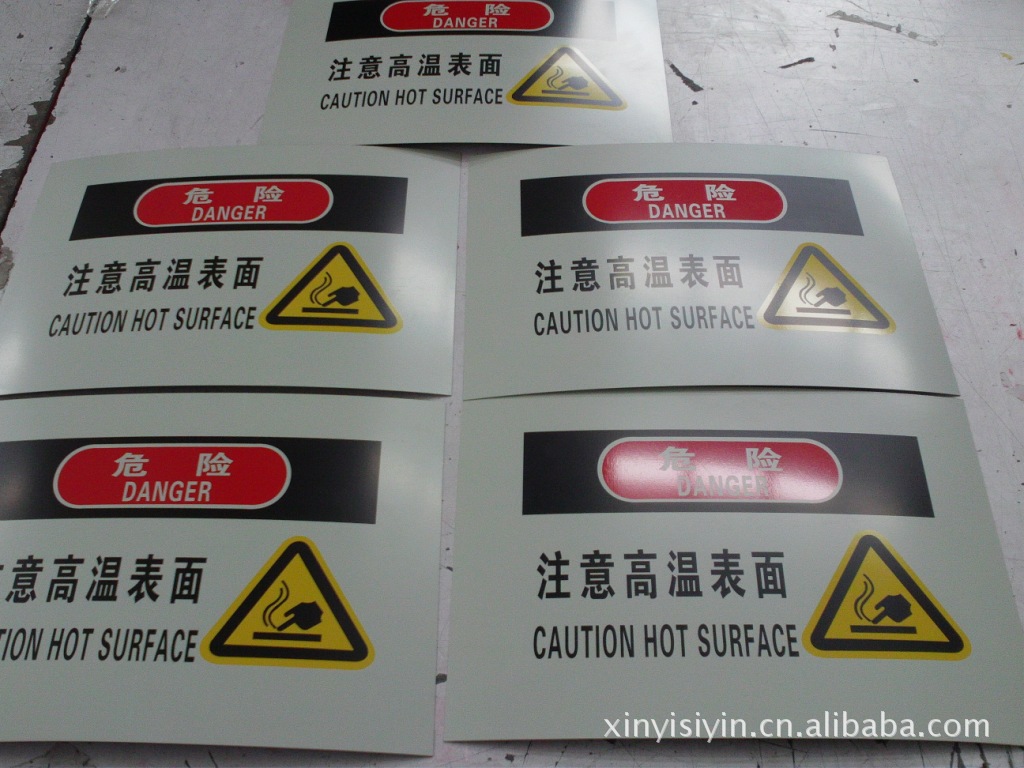 危险
DANGER
注意高温表面
CAUTION HOT SURFACE
危险
DANGER
注意高温表面
CAUTION HOT SURFACE
危险
DANGER
注意高温表面
CAUTION HOT SURFACE
危险
DANGER
意高温表面
TION HOT SURFACE
危险
DANGER
注意高温表面
CAUTION HOT SURFACE
xinyisiyin.cn.alibaba.com